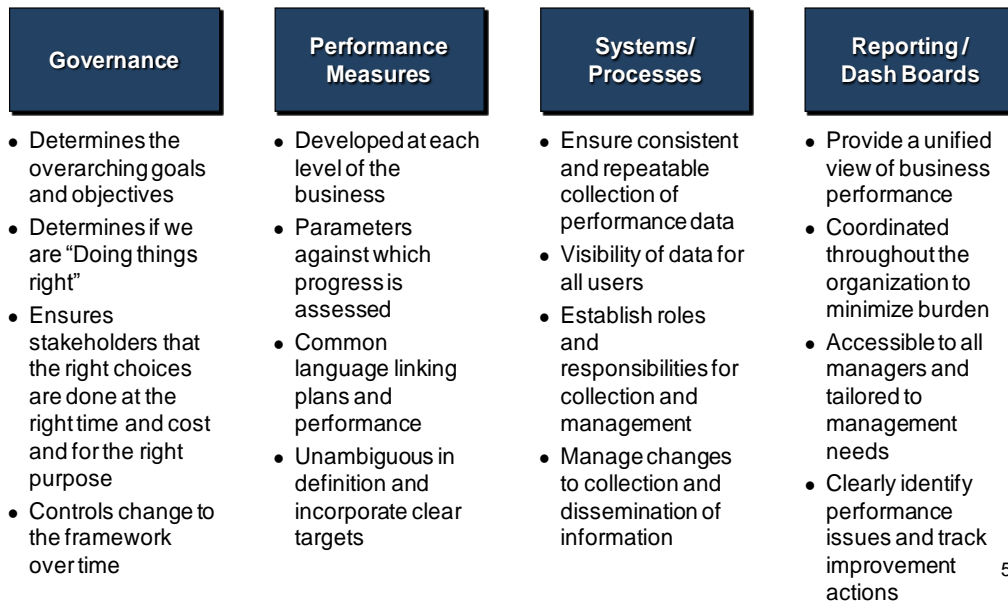 Governance
• Determines the
overarching goals
and objectives
• Determines if we
are “Doing things
right”
• Ensures
stakeholders that
the right choices
are done at the
right time and cost
and for the right
purpose
• Controls change to
the framework
over time
Performance
Measures
• Developed at each
level of the
business
• Parameters
against which
progress is
assessed
• Common
language linking
plans and
performance
• Unambiguous in
definition and
incorporate clear
targets
Systems/
Processes
• Ensure consistent
and repeatable
collection of
performance data
• Visibility of data for
all users
• Establish roles
and
responsibilities for
collection and
management
• Manage changes
to collection and
dissemination of
information
Reporting /
Dash Boards
• Provide a unified
view of business
performance
• Coordinated
throughout the
organization to
minimize burden
• Accessible to all
managers and
tailored to
management
needs
• Clearly identify
performance
issues and track
improvement
actions
5